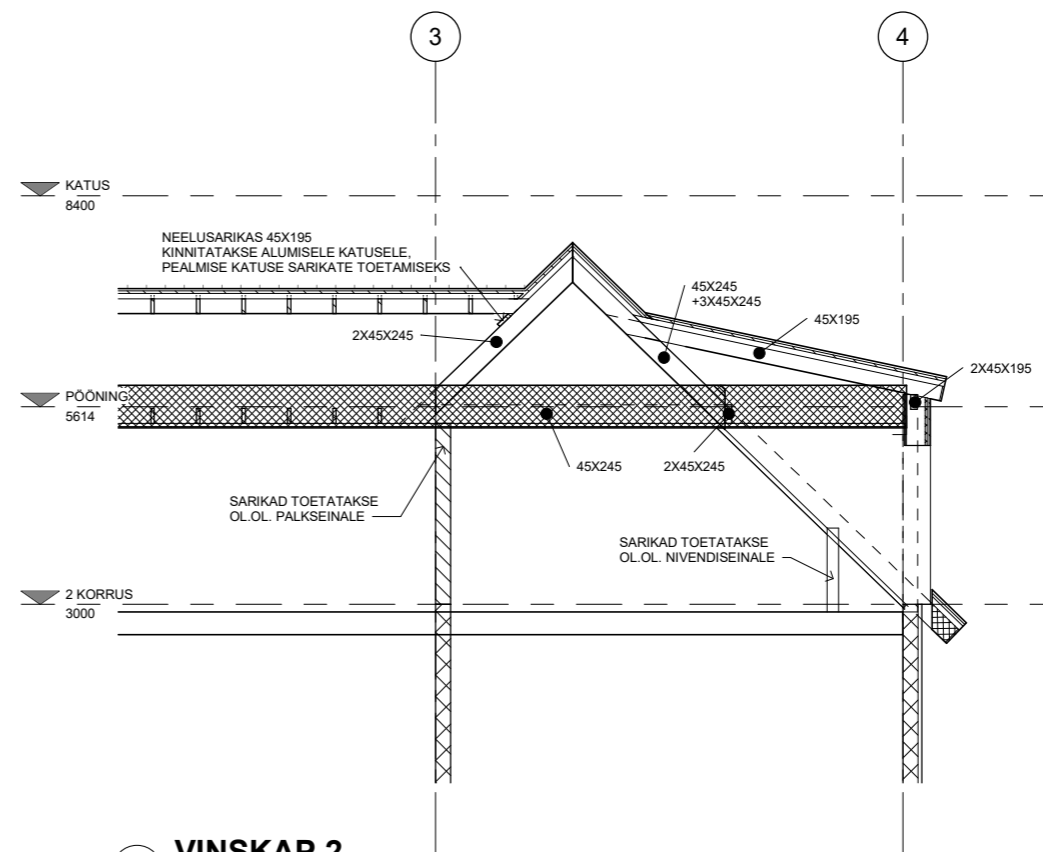 3
4
KATUS
8400
NEELUSARIKAS 45X195
KINNITATAKSE ALUMISELE KATUSELE,
PEALMISE KATUSE SARIKATE TOETAMISEKS
45X245
+3X45X245
45X195
2X45X245
2X45X195
PÖÖNING
5614
45X245
2X45X245
SARIKAD TOETATAKSE
OL.OL. PALKSEINALE
SARIKAD TOETATAKSE
OL.OL. NIVENDISEINALE
2 KORRUS
3000
VINSKAP 2